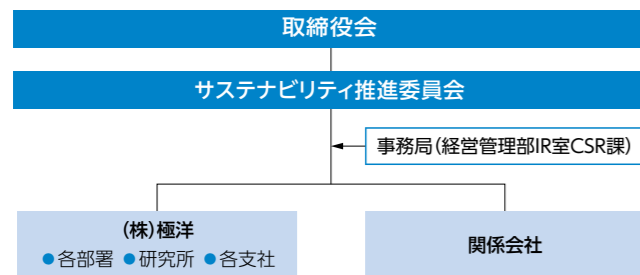 取締役会
サステナビリティ推進委員会
事務局(経営管理部IR室CSR課)
(株)極洋
●各部署 ●研究所 ●各支社
関係会社